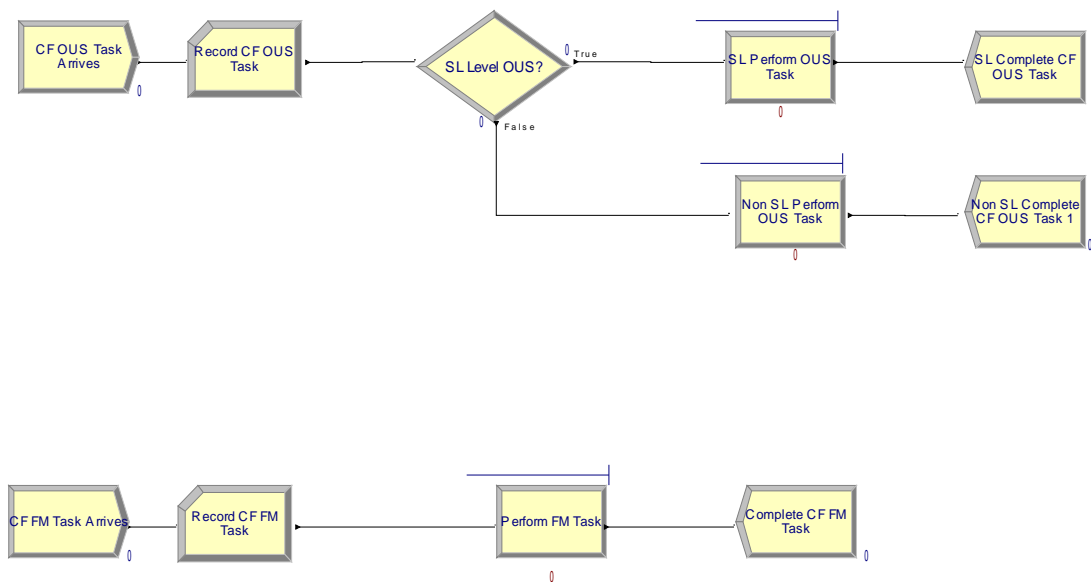 CF OUS Task
Arrives
0
Record CF OUS
Task
SL Level OUS?
0
True
0
False
SL Perform OUS
Task
0
SL Complete CF
OUS Task
Non SL Perform
OUS Task
0
Non SL Complete
CF OUS Task 1
0
CF FM Task Arrives
0
Record CF FM
Task
Perform FM Task
0
Complete CF FM
Task
0